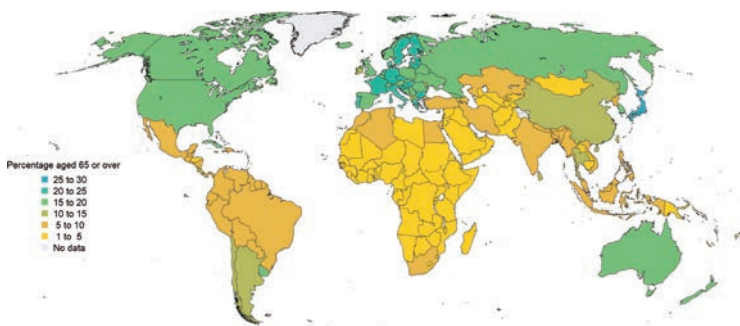 Percentage aged 65 or over
25 to 30
20 to 25
15 to 20
10 to 15
5 to 10
1 to 5
No data